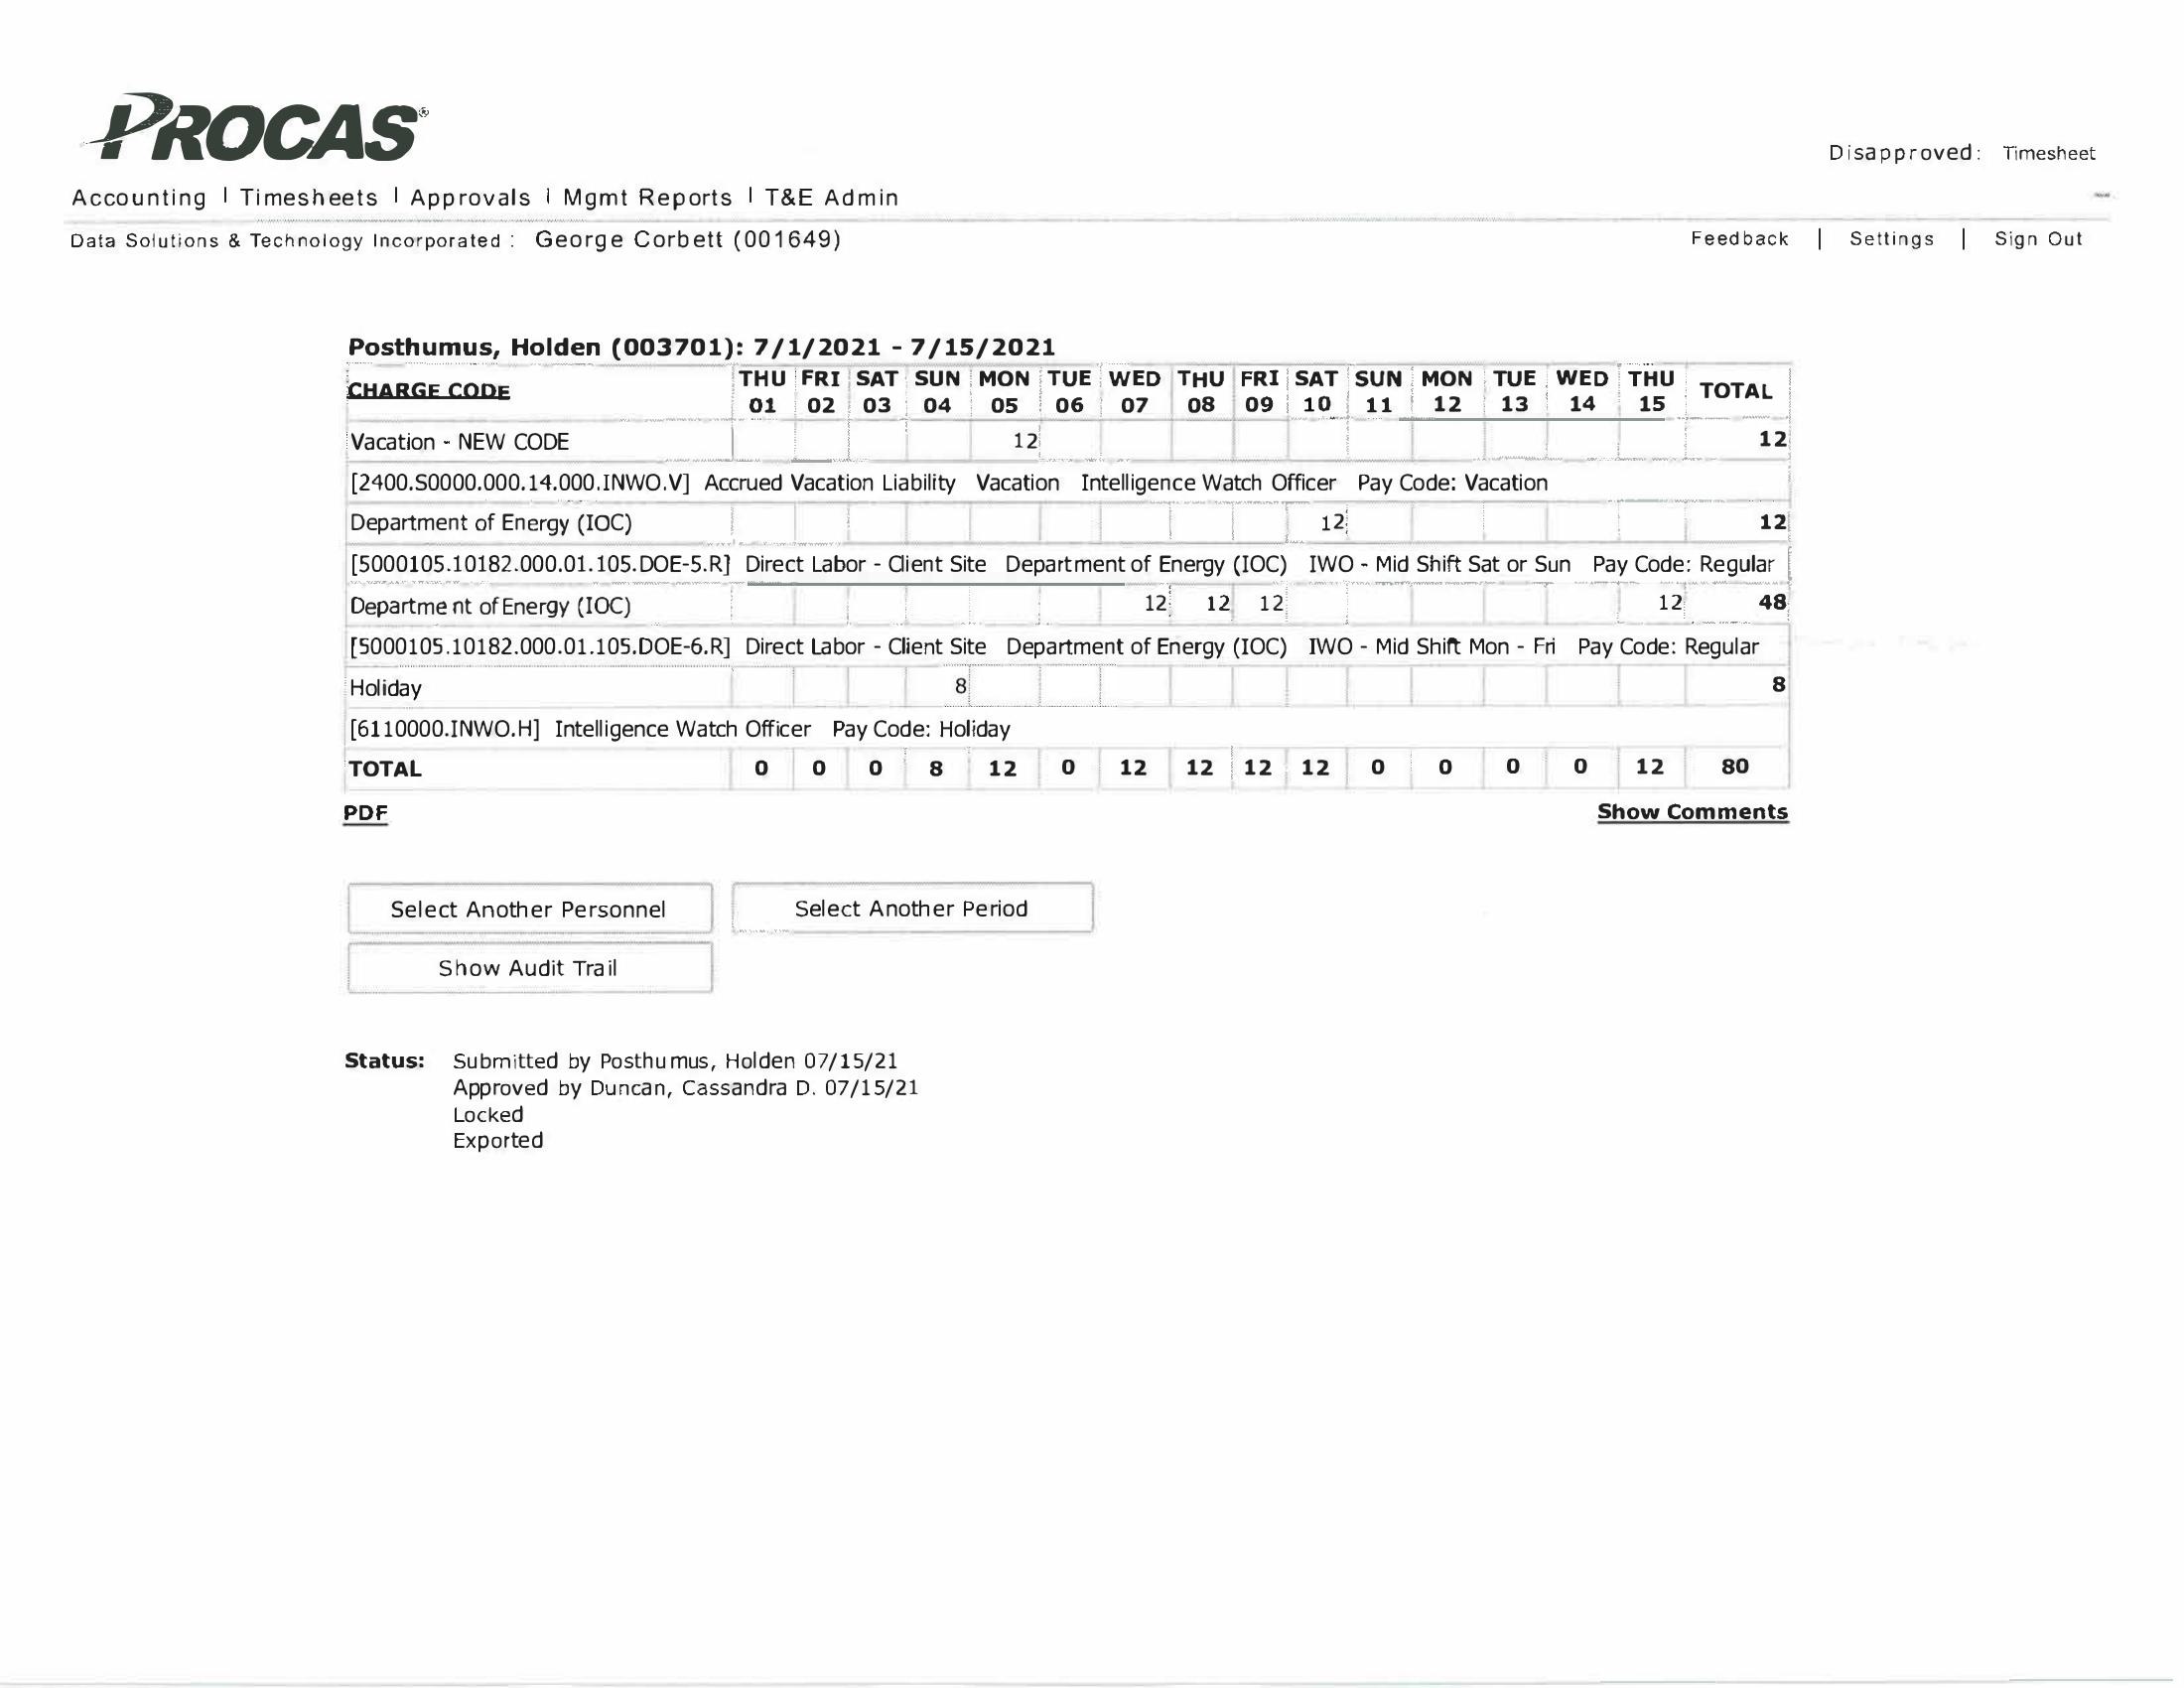 PROCAS®
Disapproved: Timesheet
Accounting | Timesheets | Approvals | Mgmt Reports | T&E Admin
Data Solutions & Technology Incorporated : George Corbett (001649) Feedback | Settings | Sign Out
Posthumus, Holden (003701): 7/1/2021 - 7/15/2021
CHARGE CODE THU 01 FRI 02 SAT 03 SUN 04 MON 05 TUE 06 WED 07 THU 08 FRI 09 SAT 10 SUN 11 MON 12 TUE 13 WED 14 THU 15 TOTAL
Vacation - NEW CODE 12 12
[2400.S0000.000.14.000.INWO.V] Accrued Vacation Liability Vacation Intelligence Watch Officer Pay Code: Vacation
Department of Energy (IOC) 12 12
[5000105.10182.000.01.105.DOE-5.R] Direct Labor - Client Site Department of Energy (IOC) IWO - Mid Shift Sat or Sun Pay Code: Regular
Department of Energy (IOC) 12 12 12 12 48
[5000105.10182.000.01.105.DOE-6.R] Direct Labor - Client Site Department of Energy (IOC) IWO - Mid Shift Mon - Fri Pay Code: Regular
Holiday 8 8
[6110000.INWO.H] Intelligence Watch Officer Pay Code: Holiday
TOTAL 0 0 0 8 12 0 12 12 12 12 0 0 0 0 12 80
PDF Show Comments
Select Another Personnel Select Another Period
Show Audit Trail
Status: Submitted by Posthumus, Holden 07/15/21
Approved by Duncan, Cassandra D. 07/15/21
Locked
Exported